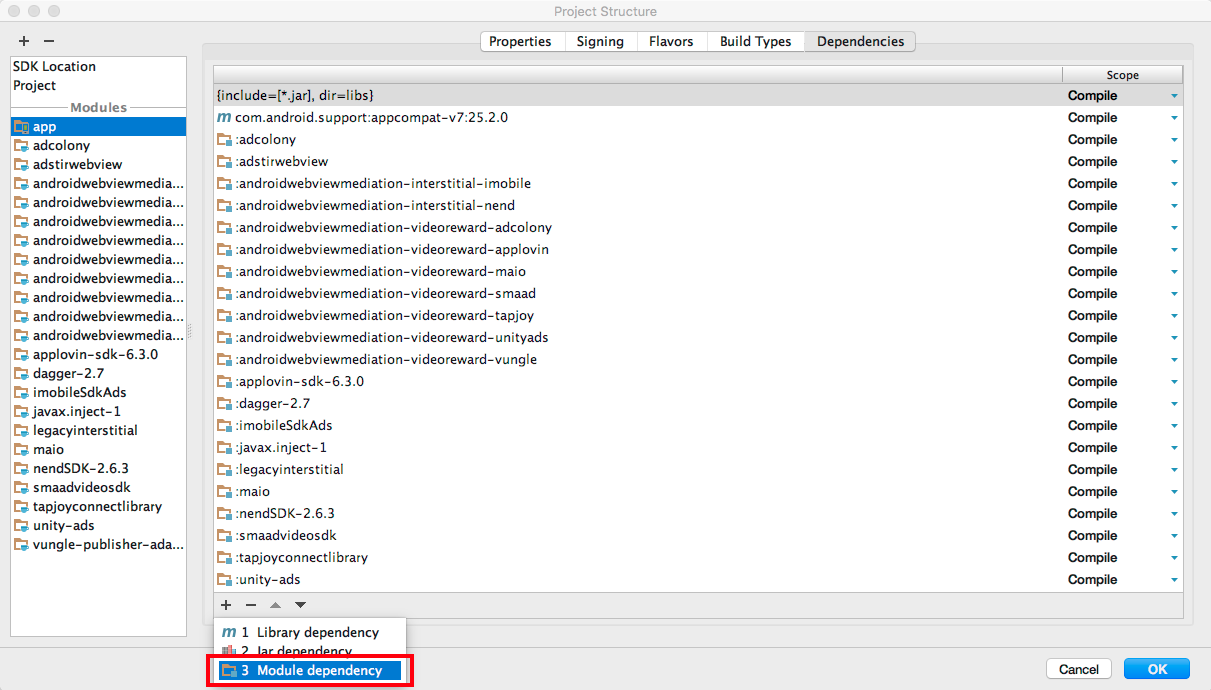 Project Structure
SDK Location
Project
Modules
app
adcolony
adstirwebview
androidwebviewmedia...
androidwebviewmedia...
androidwebviewmedia...
androidwebviewmedia...
androidwebviewmedia...
androidwebviewmedia...
androidwebviewmedia...
androidwebviewmedia...
androidwebviewmedia...
applovin-sdk-6.3.0
dagger-2.7
imobileSdkAds
javax.inject-1
legacyinterstitial
maio
nendSDK-2.6.3
smaadvideosdk
tapjoyconnectlibrary
unity-ads
vungle-publisher-ada...
Properties Signing Flavors Build Types Dependencies
Scope
{include=[*.jar], dir=libs} Compile
m com.android.support:appcompat-v7:25.2.0 Compile
:adcolony Compile
:adstirwebview Compile
:androidwebviewmediation-interstitial-imobile Compile
:androidwebviewmediation-interstitial-nend Compile
:androidwebviewmediation-videoreward-adcolony Compile
:androidwebviewmediation-videoreward-applovin Compile
:androidwebviewmediation-videoreward-maio Compile
:androidwebviewmediation-videoreward-smaad Compile
:androidwebviewmediation-videoreward-tapjoy Compile
:androidwebviewmediation-videoreward-unityads Compile
:androidwebviewmediation-videoreward-vungle Compile
:applovin-sdk-6.3.0 Compile
:dagger-2.7 Compile
:imobileSdkAds Compile
:javax.inject-1 Compile
:legacyinterstitial Compile
:maio Compile
:nendSDK-2.6.3 Compile
:smaadvideosdk Compile
:tapjoyconnectlibrary Compile
:unity-ads Compile
m 1 Library dependency
2 Jar dependency
3 Module dependency
Cancel OK